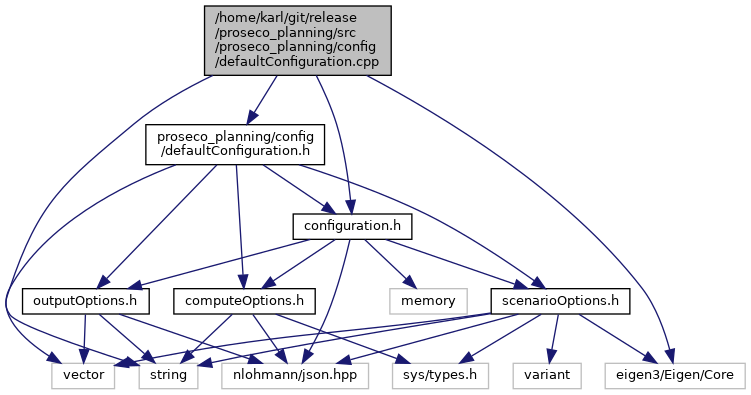 /home/karl/git/release
/proseco_planning/src
/proseco_planning/config
/defaultConfiguration.cpp
proseco_planning/config
/defaultConfiguration.h
configuration.h
outputOptions.h
computeOptions.h
memory
scenarioOptions.h
vector
string
nlohmann/json.hpp
sys/types.h
variant
eigen3/Eigen/Core